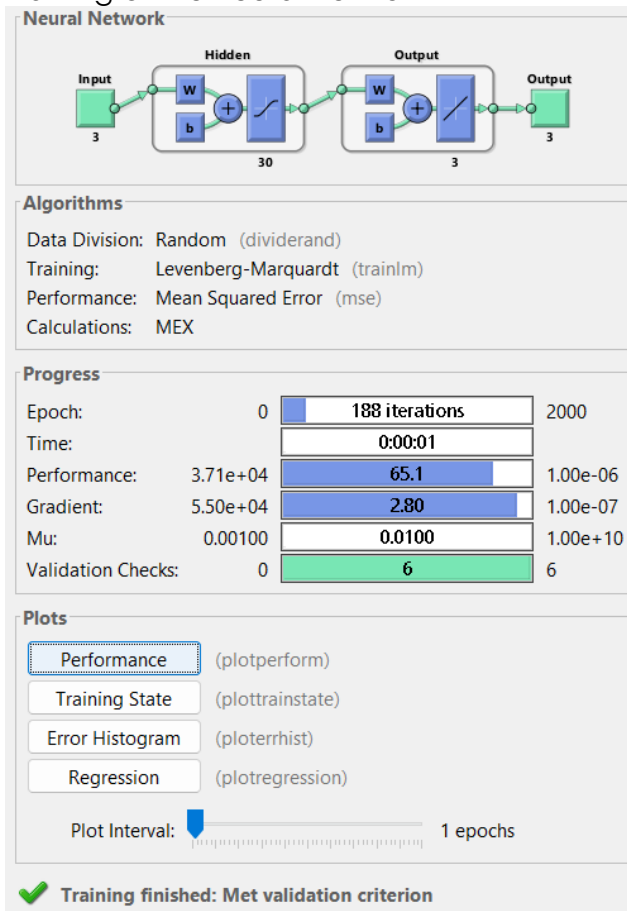 Neural Network
Hidden
Output
Input
W
W
Output
b
b
3
30
3
3
Algorithms
Data Division: Random (dividerand)
Training: Levenberg-Marquardt (trainlm)
Performance: Mean Squared Error (mse)
Calculations: MEX
Progress
Epoch: 0 188 iterations 2000
Time: 0:00:01
Performance: 3.71e+04 65.1 1.00e-06
Gradient: 5.50e+04 2.80 1.00e-07
Mu: 0.00100 0.0100 1.00e+10
Validation Checks: 0 6 6
Plots
Performance (plotperform)
Training State (plottrainstate)
Error Histogram (ploterrhist)
Regression (plotregression)
Plot Interval: 1 epochs
Training finished: Met validation criterion